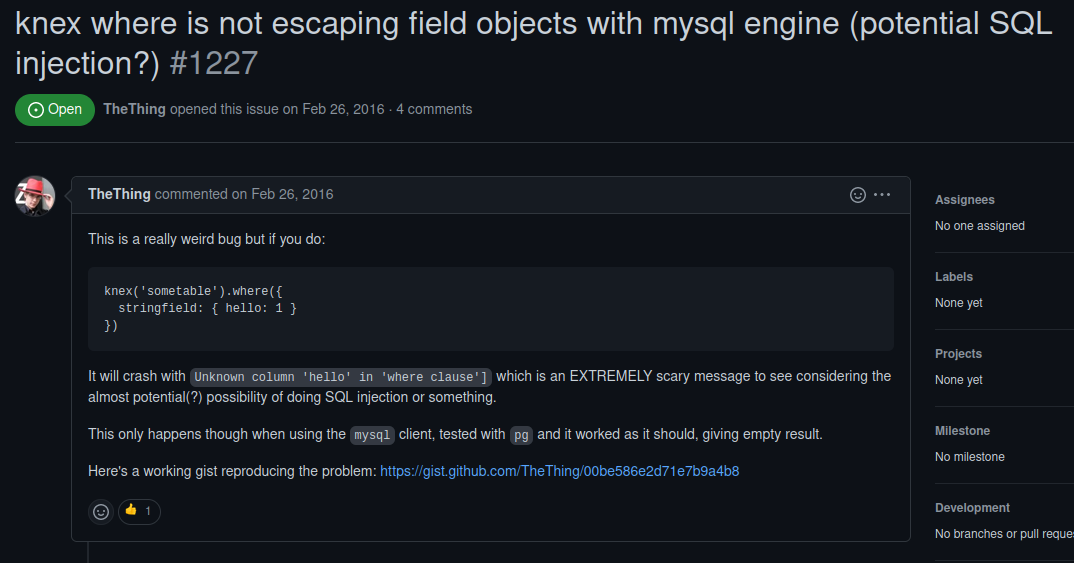 knex where is not escaping field objects with mysql engine (potential SQL
injection?) #1227
Open TheThing opened this issue on Feb 26, 2016 · 4 comments
TheThing commented on Feb 26, 2016
This is a really weird bug but if you do:
knex('sometable').where({
  stringfield: { hello: 1 }
})
It will crash with Unknown column 'hello' in 'where clause'] which is an EXTREMELY scary message to see considering the
almost potential(?) possibility of doing SQL injection or something.
This only happens though when using the mysql client, tested with pg and it worked as it should, giving empty result.
Here's a working gist reproducing the problem: https://gist.github.com/TheThing/00be586e2d71e7b9a4b8
1
Assignees
No one assigned
Labels
None yet
Projects
None yet
Milestone
No milestone
Development
No branches or pull reque